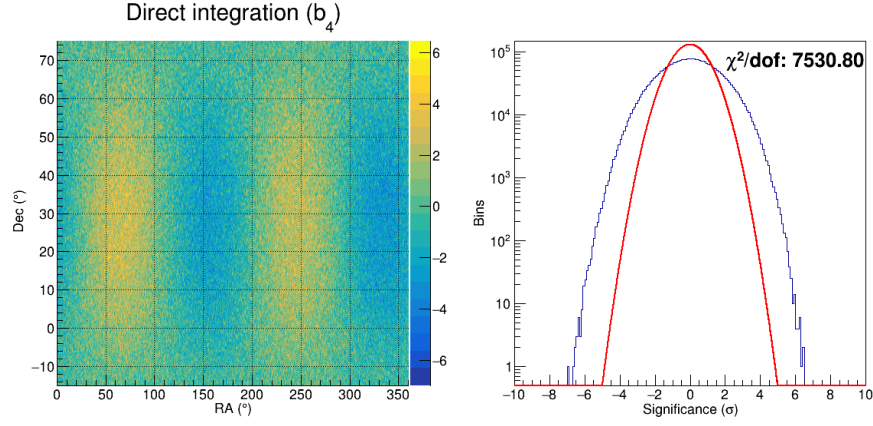 Direct integration (b₄)
Dec (°)
70
60
50
40
30
20
10
0
−10
0 50 100 150 200 250 300 350
RA (°)
6
4
2
0
−2
−4
−6
χ²/dof: 7530.80
Bins
10⁵
10⁴
10³
10²
10
1
−10 −8 −6 −4 −2 0 2 4 6 8 10
Significance (σ)